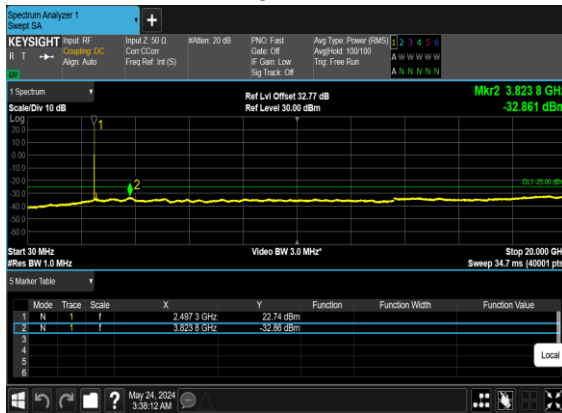 Spectrum Analyzer 1
Swept SA
+
KEYSIGHT Input: RF Input Z: 50 Ω #Atten: 20 dB PNO: Fast Avg Type: Power (RMS) 1 2 3 4 5 6
R T Coupling: DC Corr CCorr Gate: Off Avg|Hold: 100/100 A W W W W W
Align: Auto Freq Ref: Int (S) IF Gain: Low Trig: Free Run
Sig Track: Off A N N N N N
1 Spectrum Ref Lvl Offset 32.77 dB Mkr2 3.823 8 GHz
Scale/Div 10 dB Ref Level 30.00 dBm -32.861 dBm
Log
20.0 1
10.0
0.00
-10.0
-20.0 2 DL1 -25.00 dBm
-30.0
-40.0
-50.0
-60.0
Start 30 MHz Video BW 3.0 MHz* Stop 20.000 GH
#Res BW 1.0 MHz Sweep 34.7 ms (40001 pts
5 Marker Table
Mode Trace Scale X Y Function Function Width Function Value
1 N 1 f 2.497 3 GHz 22.74 dBm
2 N 1 f 3.823 8 GHz -32.86 dBm
3
4
5
6
Local
? May 24, 2024
3:38:12 AM